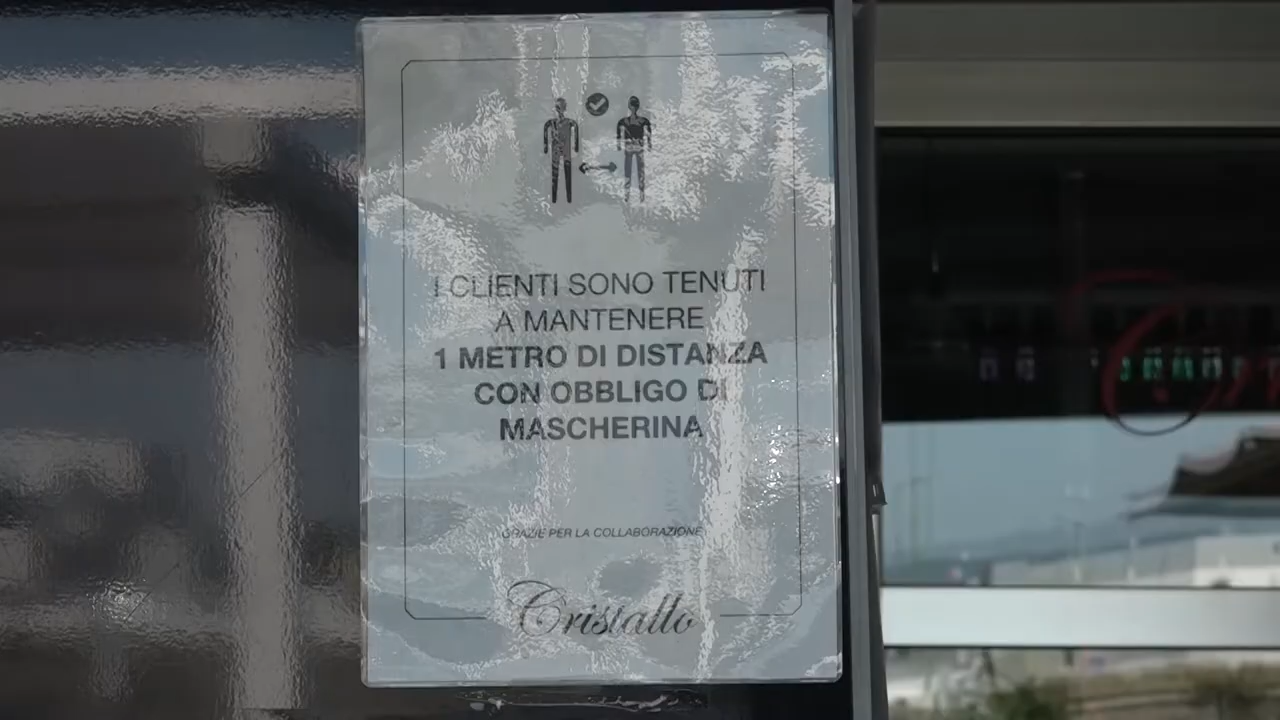 I CLIENTI SONO TENUTI
A MANTENERE
1 METRO DI DISTANZA
CON OBBLIGO DI
MASCHERINA
GRAZIE PER LA COLLABORAZIONE
Cristallo